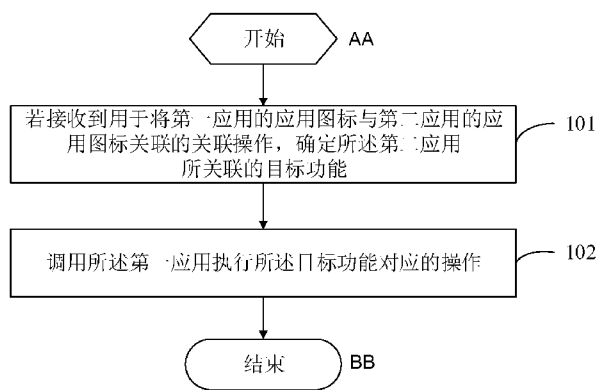 开始
AA
若接收到用于将第一应用的应用图标与第二应用的应
用图标关联的关联操作，确定所述第二应用
所关联的目标功能
101
调用所述第一应用执行所述目标功能对应的操作
102
结束
BB